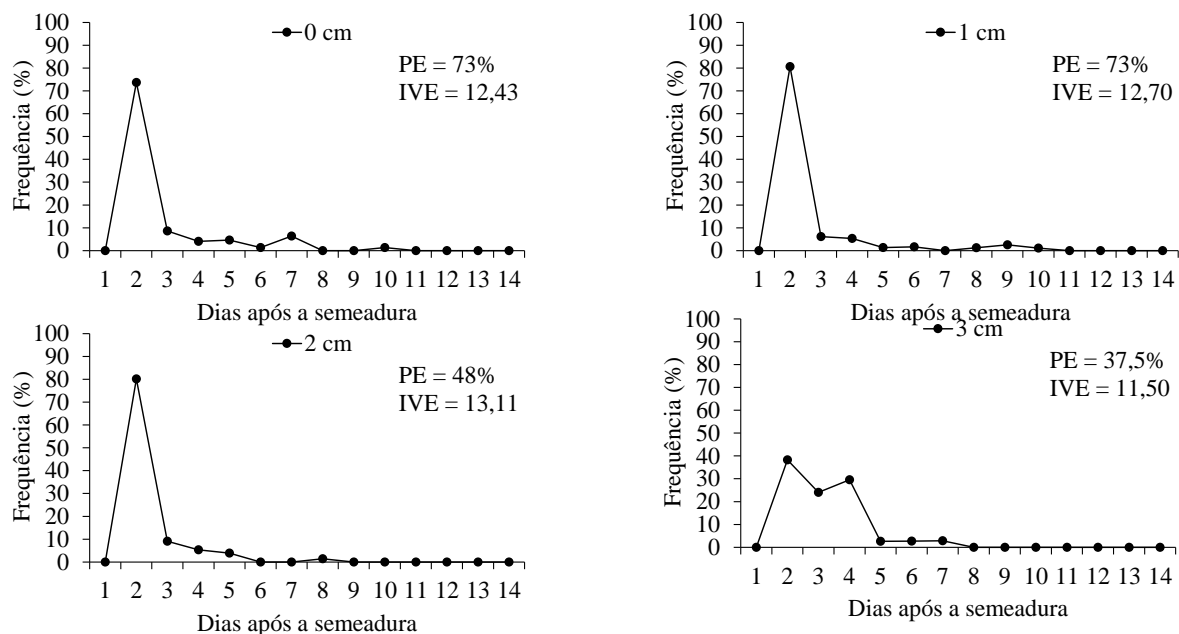 0 cm
PE = 73%
IVE = 12,43
Frequência (%)
100
90
80
70
60
50
40
30
20
10
0
1 2 3 4 5 6 7 8 9 10 11 12 13 14
Dias após a semeadura
1 cm
PE = 73%
IVE = 12,70
Frequência (%)
100
90
80
70
60
50
40
30
20
10
0
1 2 3 4 5 6 7 8 9 10 11 12 13 14
Dias após a semeadura
2 cm
PE = 48%
IVE = 13,11
Frequência (%)
100
90
80
70
60
50
40
30
20
10
0
1 2 3 4 5 6 7 8 9 10 11 12 13 14
Dias após a semeadura
3 cm
PE = 37,5%
IVE = 11,50
Frequência (%)
100
90
80
70
60
50
40
30
20
10
0
1 2 3 4 5 6 7 8 9 10 11 12 13 14
Dias após a semeadura